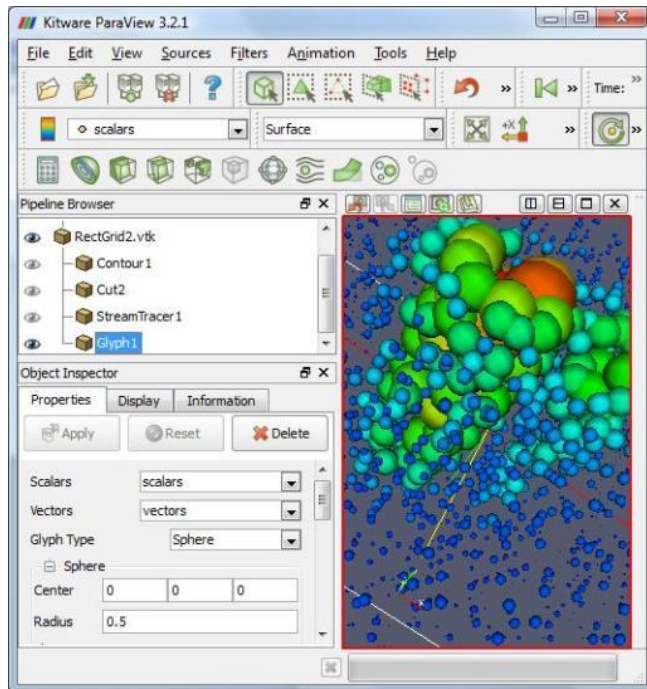 Kitware ParaView 3.2.1
File Edit View Sources Filters Animation Tools Help
? » » Time: »
scalars Surface +X » »
Pipeline Browser
RectGrid2.vtk
Contour1
Cut2
StreamTracer1
Glyph1
Object Inspector
Properties Display Information
Apply Reset Delete
Scalars scalars
Vectors vectors
Glyph Type Sphere
Sphere
Center 0 0 0
Radius 0.5